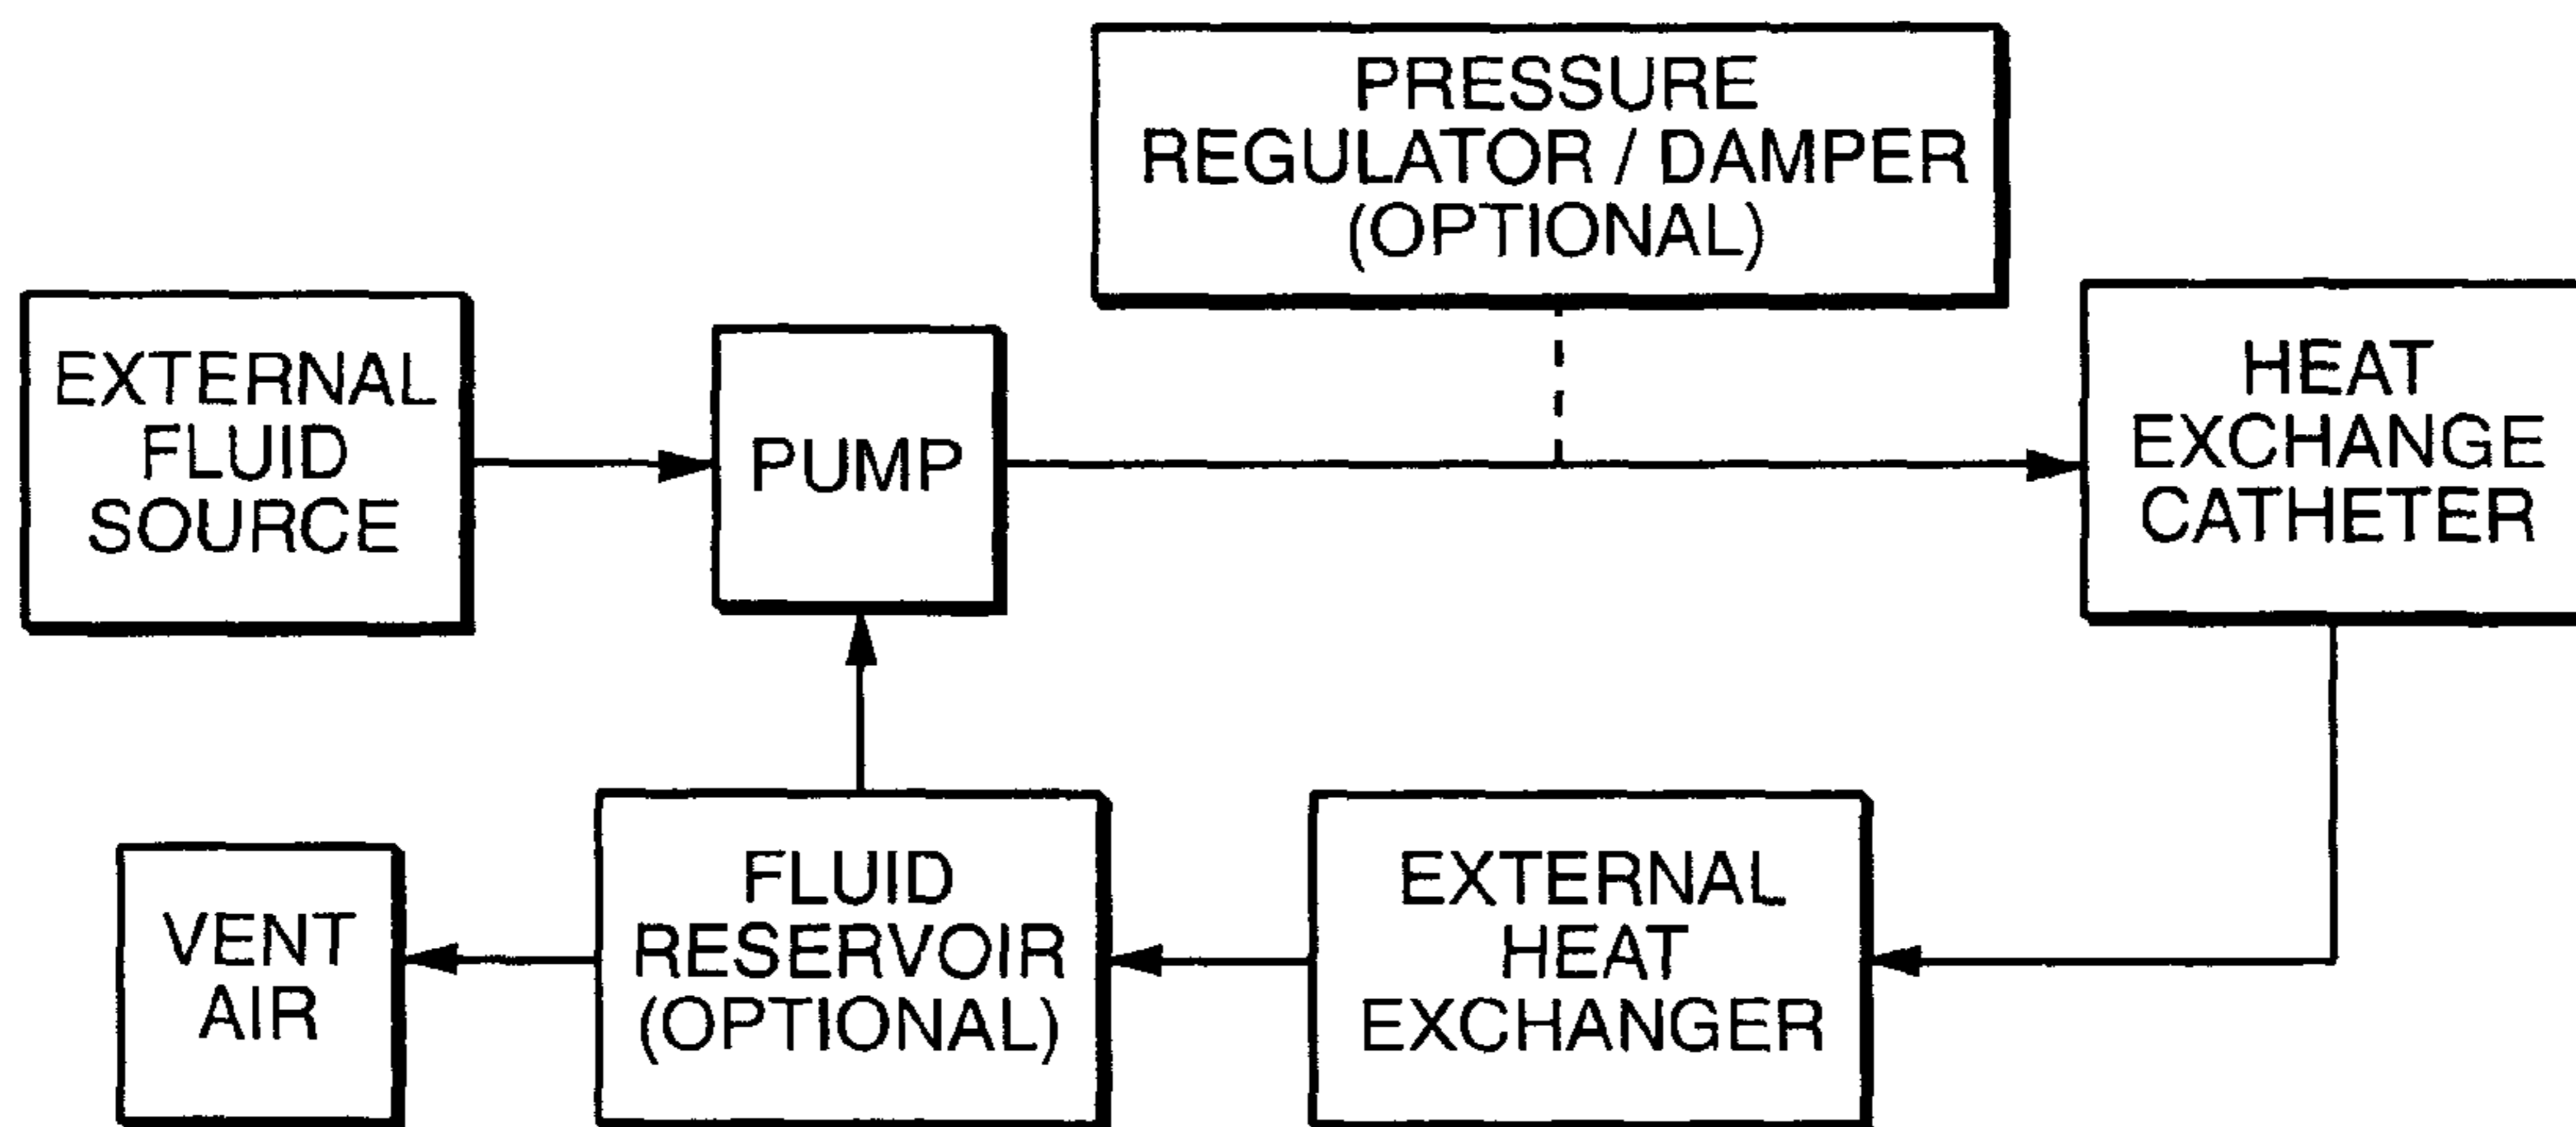 PRESSURE
REGULATOR / DAMPER
(OPTIONAL)
EXTERNAL
FLUID
SOURCE
PUMP
HEAT
EXCHANGE
CATHETER
VENT
AIR
FLUID
RESERVOIR
(OPTIONAL)
EXTERNAL
HEAT
EXCHANGER